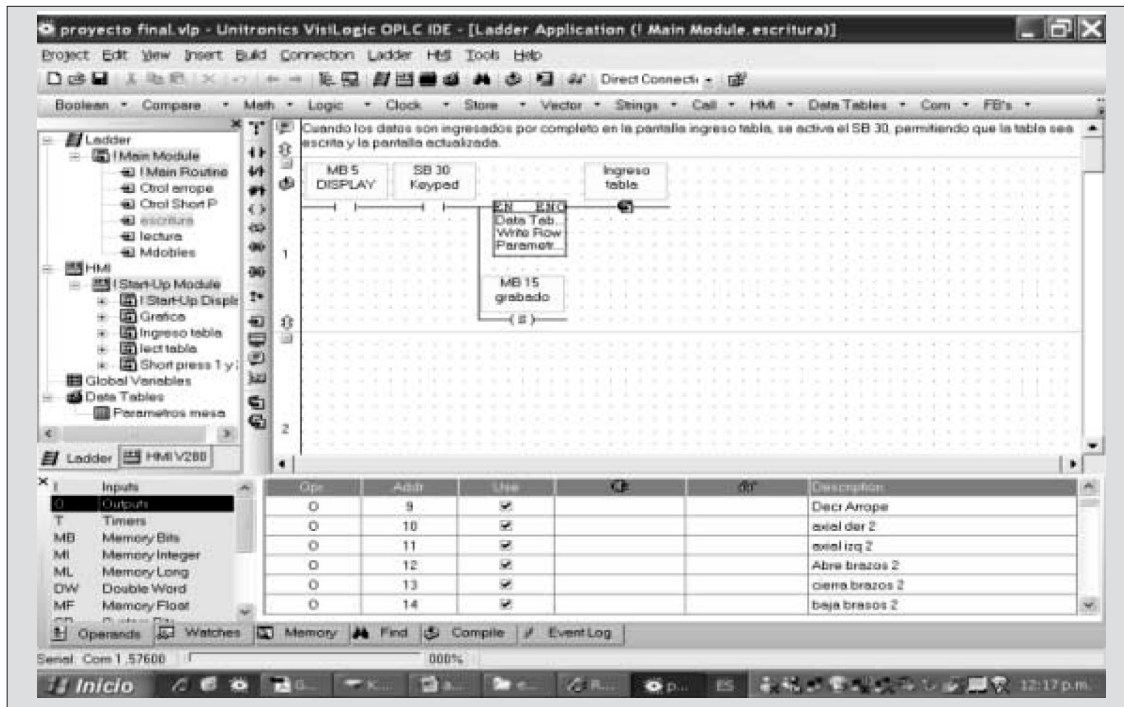 proyecto final.vlp - Unitronics VisiLogic OPLC IDE - [Ladder Application (! Main Module.escritura)]
Project Edit View Insert Build Connection Ladder HMI Tools Help
Direct Connecti
Boolean Compare Math Logic Clock Store Vector Strings Call HMI Data Tables Com FB's
Ladder
! Main Module
! Main Routine
Ctrol arrope
Ctrol Short P
escritura
lectura
Mdobles
HMI
! Start-Up Module
! Start-Up Displa
Grafica
Ingreso tabla
lect tabla
Short press 1 y
Global Variables
Data Tables
Parametros mesa
Ladder HMI V280
Cuando los datos son ingresados por completo en la pantalla ingreso tabla, se activa el SB 30, permitiendo que la tabla sea
escrita y la pantalla actualizada.
MB 5
DISPLAY
SB 30
Keypad
Ingreso
tabla
EN ENO
Data Tab...
Write Row
Parametr...
1
MB 15
grabado
( S )
2
I Inputs
O Outputs
T Timers
MB Memory Bits
MI Memory Integer
ML Memory Long
DW Double Word
MF Memory Float
Opr Addr Use Description
O 9 Decr Arrope
O 10 axial der 2
O 11 axial izq 2
O 12 Abre brazos 2
O 13 cierra brazos 2
O 14 baja brasos 2
Operands Watches Memory Find Compile Event Log
Serial: Com 1 ,57600 000%
Inicio G... K... a... e... R... p... ES 12:17 p.m.